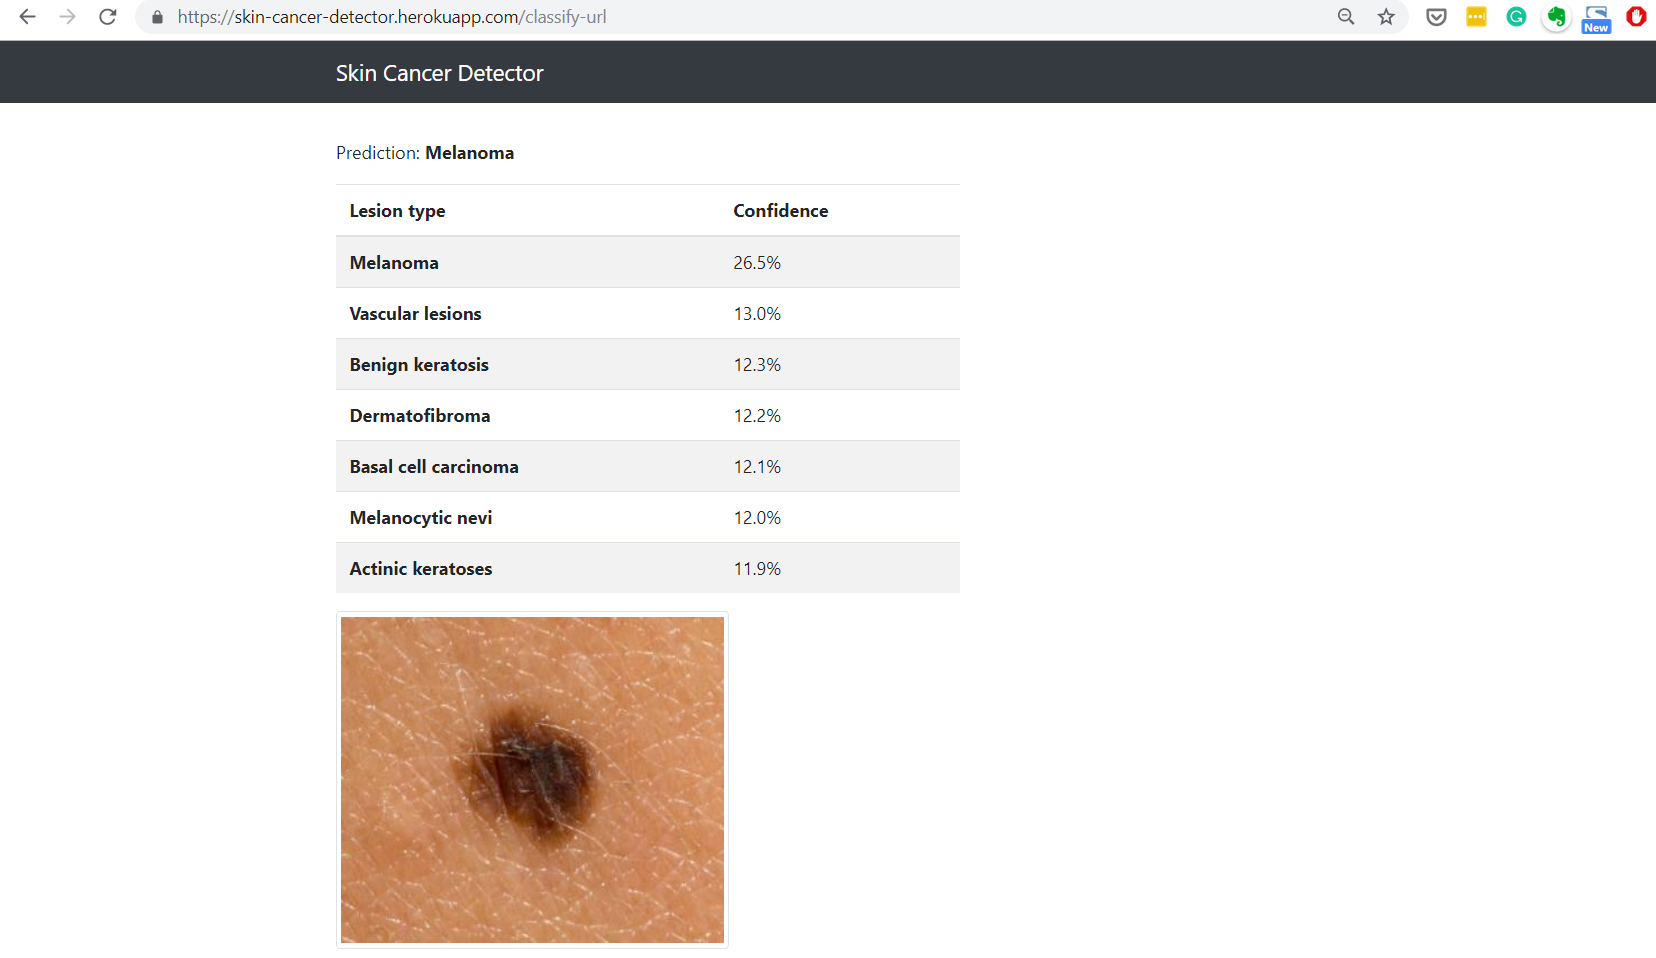 https://skin-cancer-detector.herokuapp.com/classify-url
New
Skin Cancer Detector
Prediction: Melanoma
Lesion type Confidence
Melanoma 26.5%
Vascular lesions 13.0%
Benign keratosis 12.3%
Dermatofibroma 12.2%
Basal cell carcinoma 12.1%
Melanocytic nevi 12.0%
Actinic keratoses 11.9%